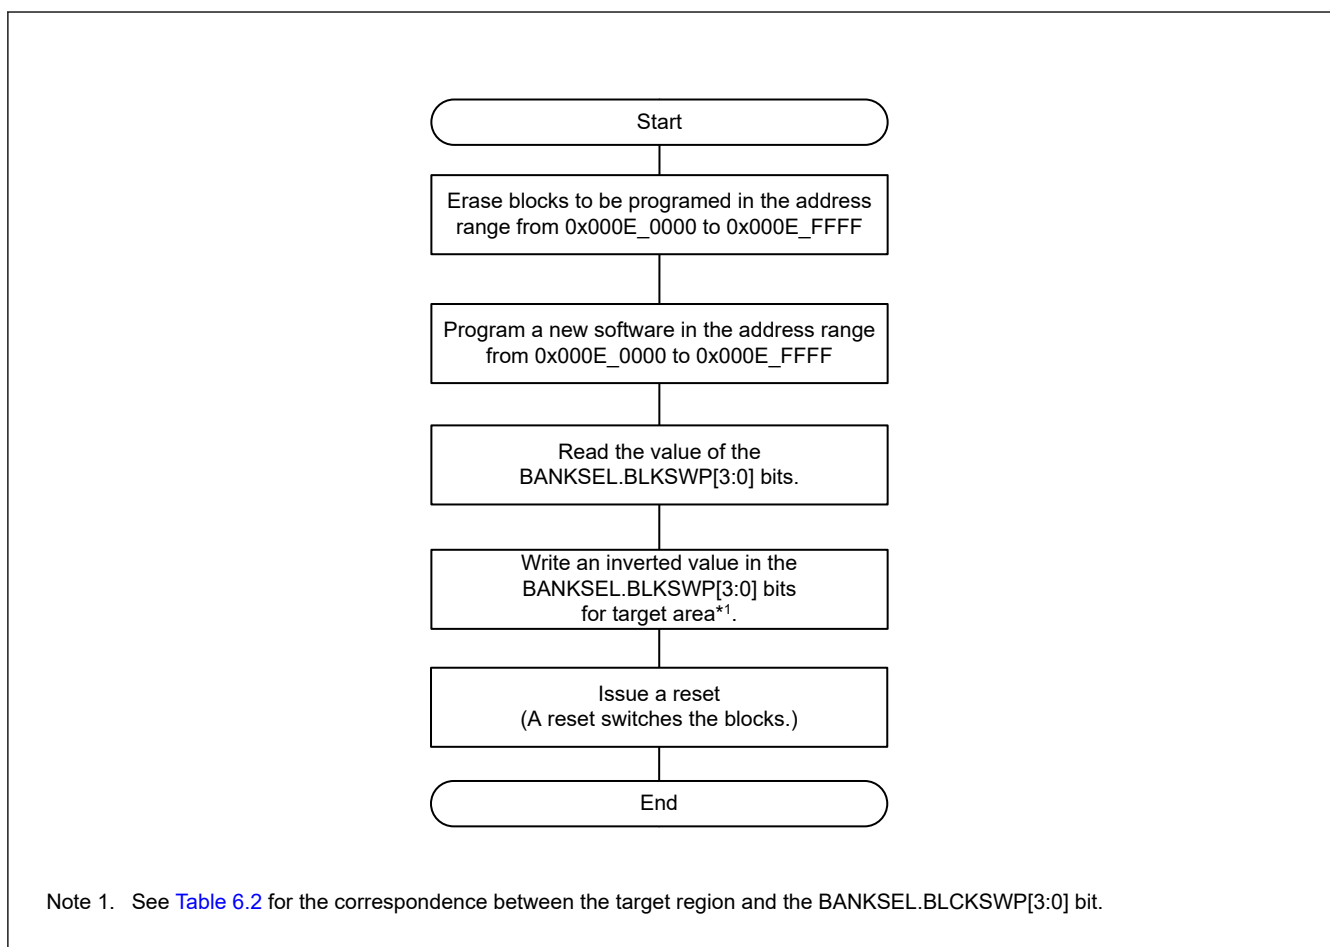 Start
Erase blocks to be programed in the address
range from 0x000E_0000 to 0x000E_FFFF
Program a new software in the address range
from 0x000E_0000 to 0x000E_FFFF
Read the value of the
BANKSEL.BLKSWP[3:0] bits.
Write an inverted value in the
BANKSEL.BLKSWP[3:0] bits
for target area*1.
Issue a reset
(A reset switches the blocks.)
End
Note 1. See Table 6.2 for the correspondence between the target region and the BANKSEL.BLCKSWP[3:0] bit.